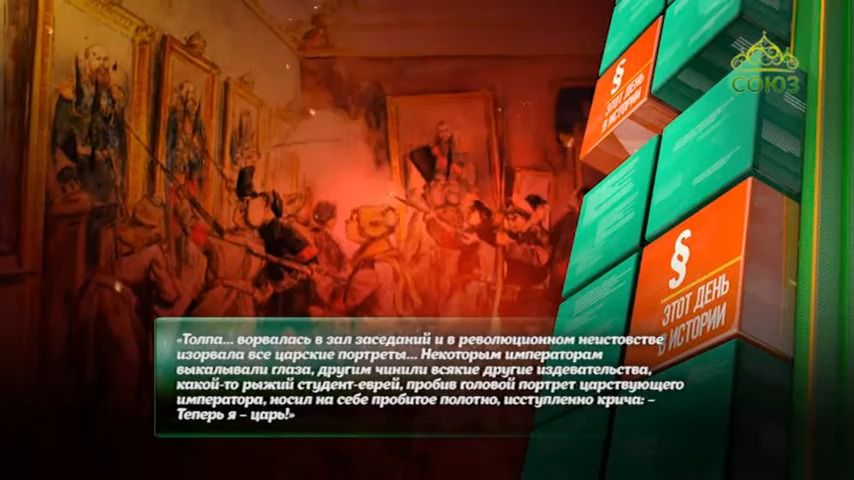 СОЮЗ
§
ЭТОТ ДЕНЬ
В ИСТОРИИ
§
ЭТОТ ДЕНЬ
В ИСТОРИИ
«Толпа... ворвалась в зал заседаний и в революционном неистовстве
изорвала все царские портреты... Некоторым императорам
выкалывали глаза, другим чинили всякие другие издевательства,
какой-то рыжий студент-еврей, пробив головой портрет царствующего
императора, носил на себе пробитое полотно, исступленно крича: –
Теперь я – царь!»